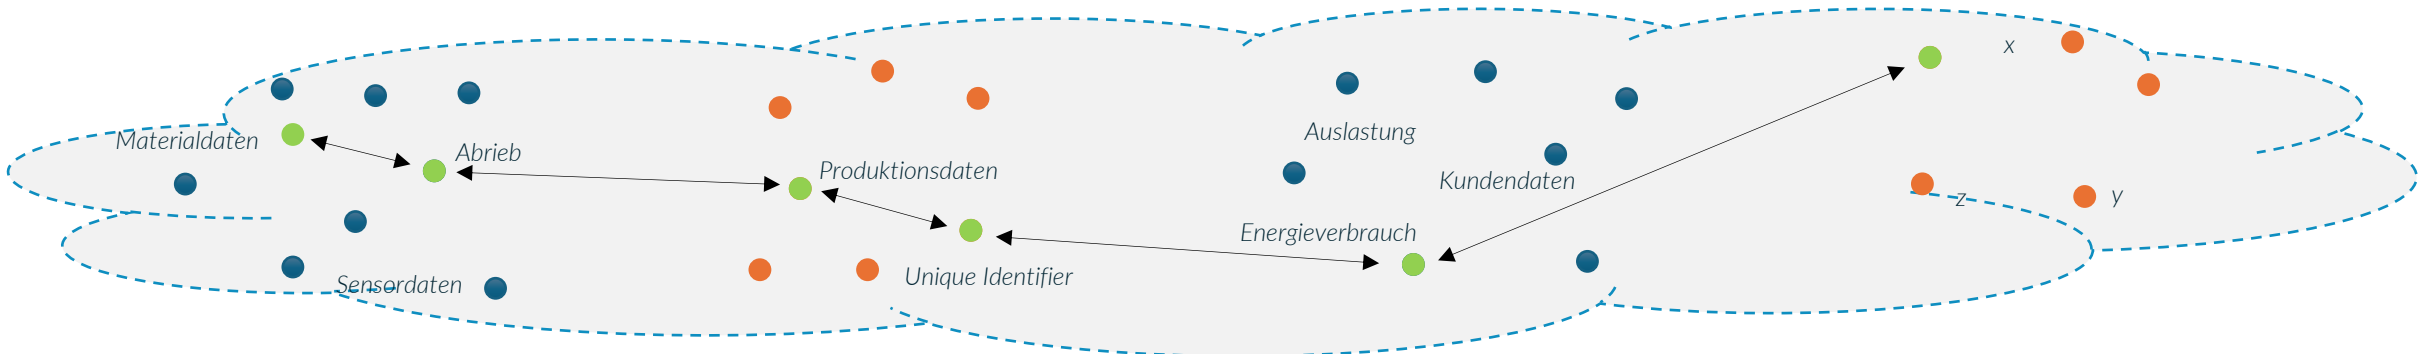 Materialdaten
Abrieb
Sensordaten
Produktionsdaten
Unique Identifier
Auslastung
Kundendaten
Energieverbrauch
x
z
y